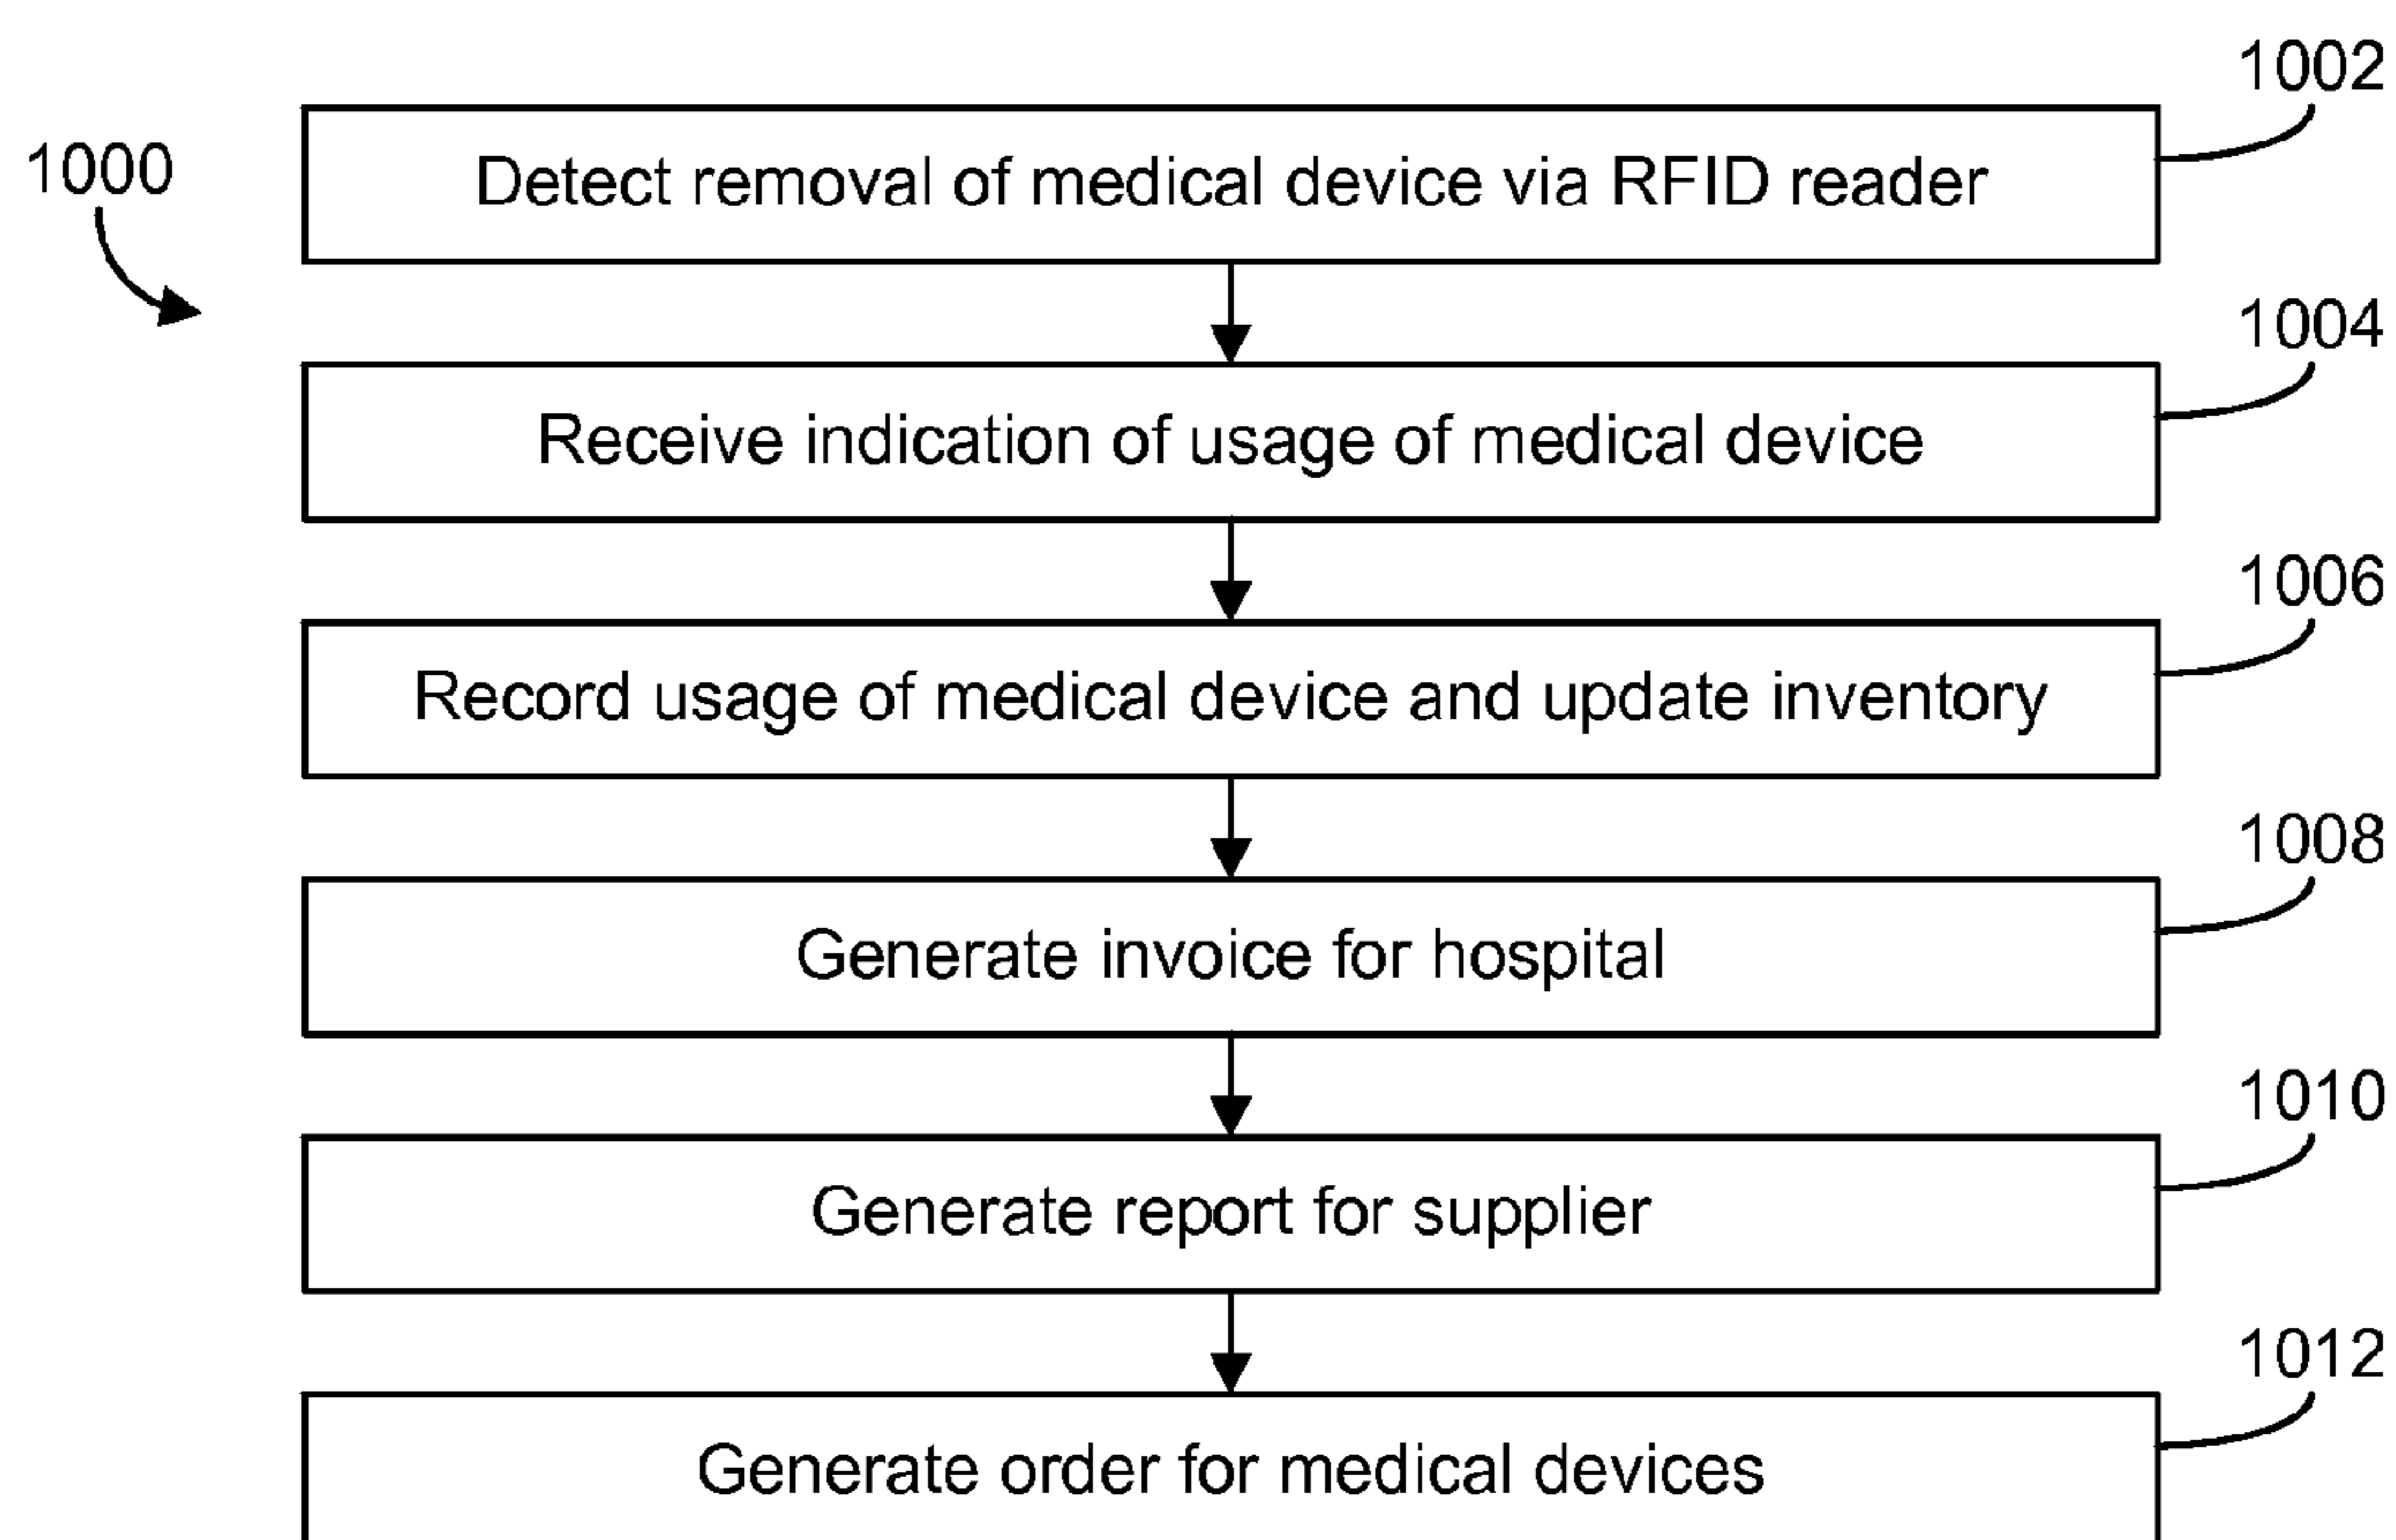 1002
1000
Detect removal of medical device via RFID reader
1004
Receive indication of usage of medical device
1006
Record usage of medical device and update inventory
1008
Generate invoice for hospital
1010
Generate report for supplier
1012
Generate order for medical devices